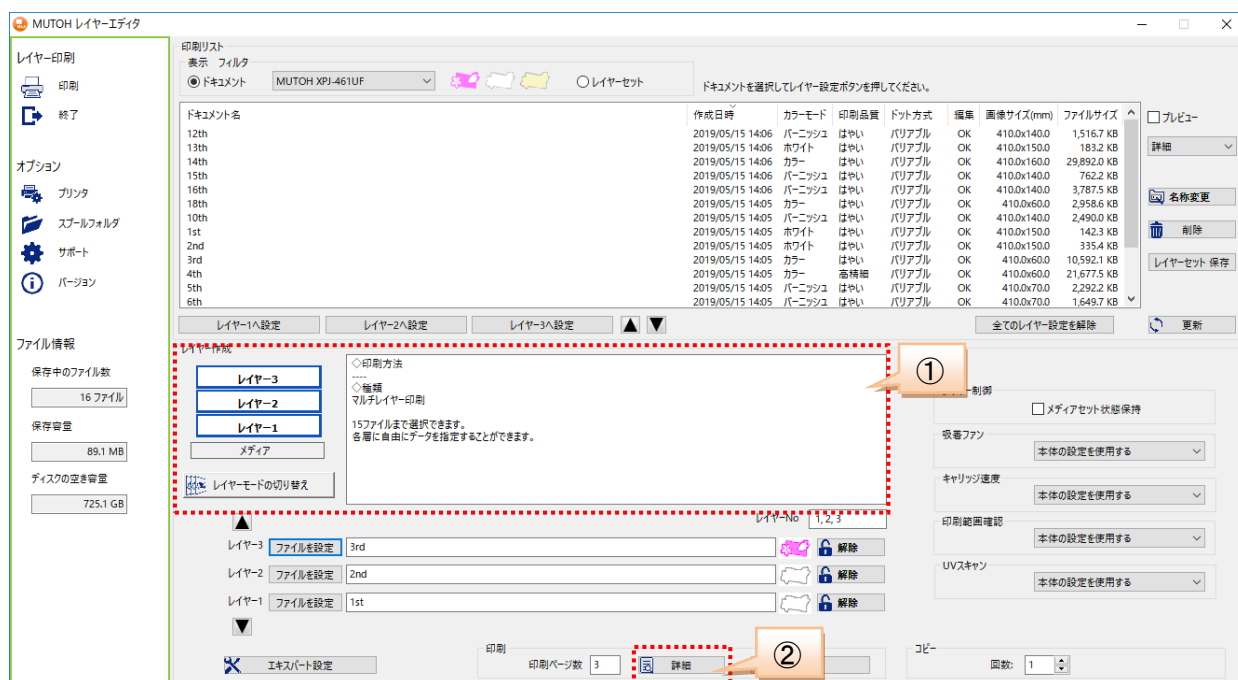 MUTOH レイヤーエディタ
レイヤー印刷
印刷
終了
オプション
プリンタ
スプールフォルダ
サポート
バージョン
ファイル情報
保存中のファイル数
16 ファイル
保存容量
89.1 MB
ディスクの空き容量
725.1 GB
印刷リスト
表示 フィルタ
ドキュメント MUTOH XPJ-461UF レイヤーセット
ドキュメントを選択してレイヤー設定ボタンを押してください。
ドキュメント名 作成日時 カラーモード 印刷品質 ドット方式 編集 画像サイズ(mm) ファイルサイズ
12th 2019/05/15 14:06 バーニッシュ はやい バリアブル OK 410.0x140.0 1,516.7 KB
13th 2019/05/15 14:06 ホワイト はやい バリアブル OK 410.0x150.0 183.2 KB
14th 2019/05/15 14:06 カラー はやい バリアブル OK 410.0x160.0 29,892.0 KB
15th 2019/05/15 14:06 バーニッシュ はやい バリアブル OK 410.0x140.0 762.2 KB
16th 2019/05/15 14:06 バーニッシュ はやい バリアブル OK 410.0x140.0 3,787.5 KB
18th 2019/05/15 14:05 カラー はやい バリアブル OK 410.0x60.0 2,958.6 KB
10th 2019/05/15 14:05 バーニッシュ はやい バリアブル OK 410.0x140.0 2,490.0 KB
1st 2019/05/15 14:05 ホワイト はやい バリアブル OK 410.0x150.0 142.3 KB
2nd 2019/05/15 14:05 ホワイト はやい バリアブル OK 410.0x150.0 335.4 KB
3rd 2019/05/15 14:05 カラー はやい バリアブル OK 410.0x60.0 10,592.1 KB
4th 2019/05/15 14:05 カラー 高精細 バリアブル OK 410.0x60.0 21,677.5 KB
5th 2019/05/15 14:05 バーニッシュ はやい バリアブル OK 410.0x70.0 2,292.2 KB
6th 2019/05/15 14:05 バーニッシュ はやい バリアブル OK 410.0x70.0 1,649.7 KB
プレビュー
詳細
名称変更
削除
レイヤーセット 保存
レイヤー1へ設定 レイヤー2へ設定 レイヤー3へ設定 ▲ ▼ 全てのレイヤー設定を解除 更新
レイヤー作成
レイヤー3
レイヤー2
レイヤー1
メディア
レイヤーモードの切り替え
◇印刷方法
----
◇種類
マルチレイヤー印刷
15ファイルまで選択できます。
各層に自由にデータを指定することができます。
①
レイヤーNo 1, 2, 3
▲
レイヤー3 ファイルを設定 3rd 解除
レイヤー2 ファイルを設定 2nd 解除
レイヤー1 ファイルを設定 1st 解除
▼
制御
メディアセット状態保持
吸着ファン
本体の設定を使用する
キャリッジ速度
本体の設定を使用する
印刷範囲確認
本体の設定を使用する
UVスキャン
本体の設定を使用する
エキスパート設定
印刷
印刷ページ数 3 詳細
②
コピー
回数: 1